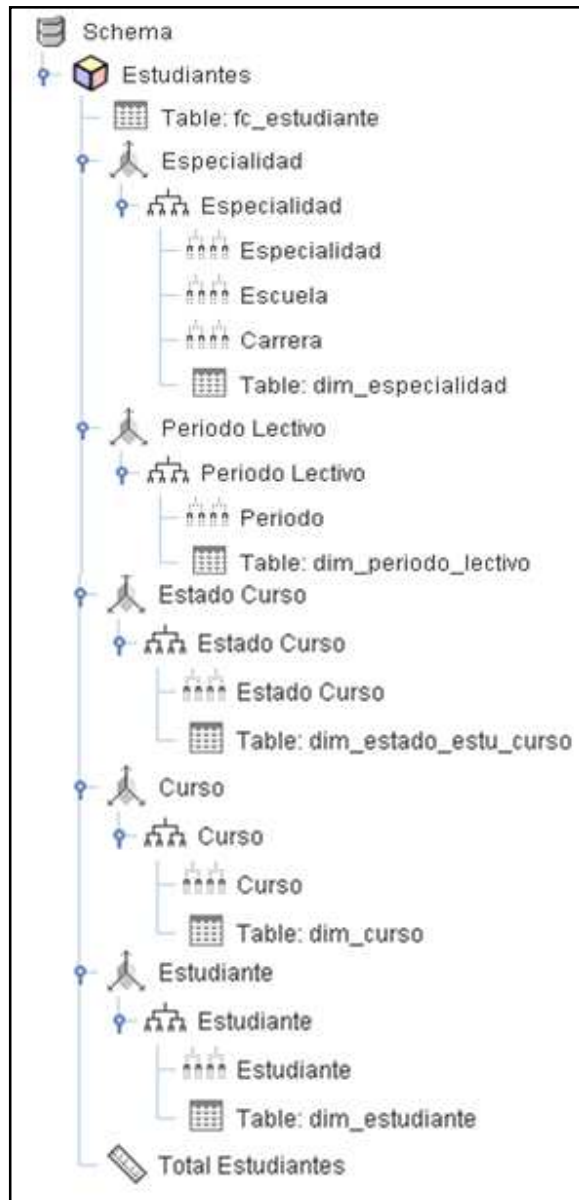 Schema
Estudiantes
Table: fc_estudiante
Especialidad
Especialidad
Especialidad
Escuela
Carrera
Table: dim_especialidad
Periodo Lectivo
Periodo Lectivo
Periodo
Table: dim_periodo_lectivo
Estado Curso
Estado Curso
Estado Curso
Table: dim_estado_estu_curso
Curso
Curso
Curso
Table: dim_curso
Estudiante
Estudiante
Estudiante
Table: dim_estudiante
Total Estudiantes